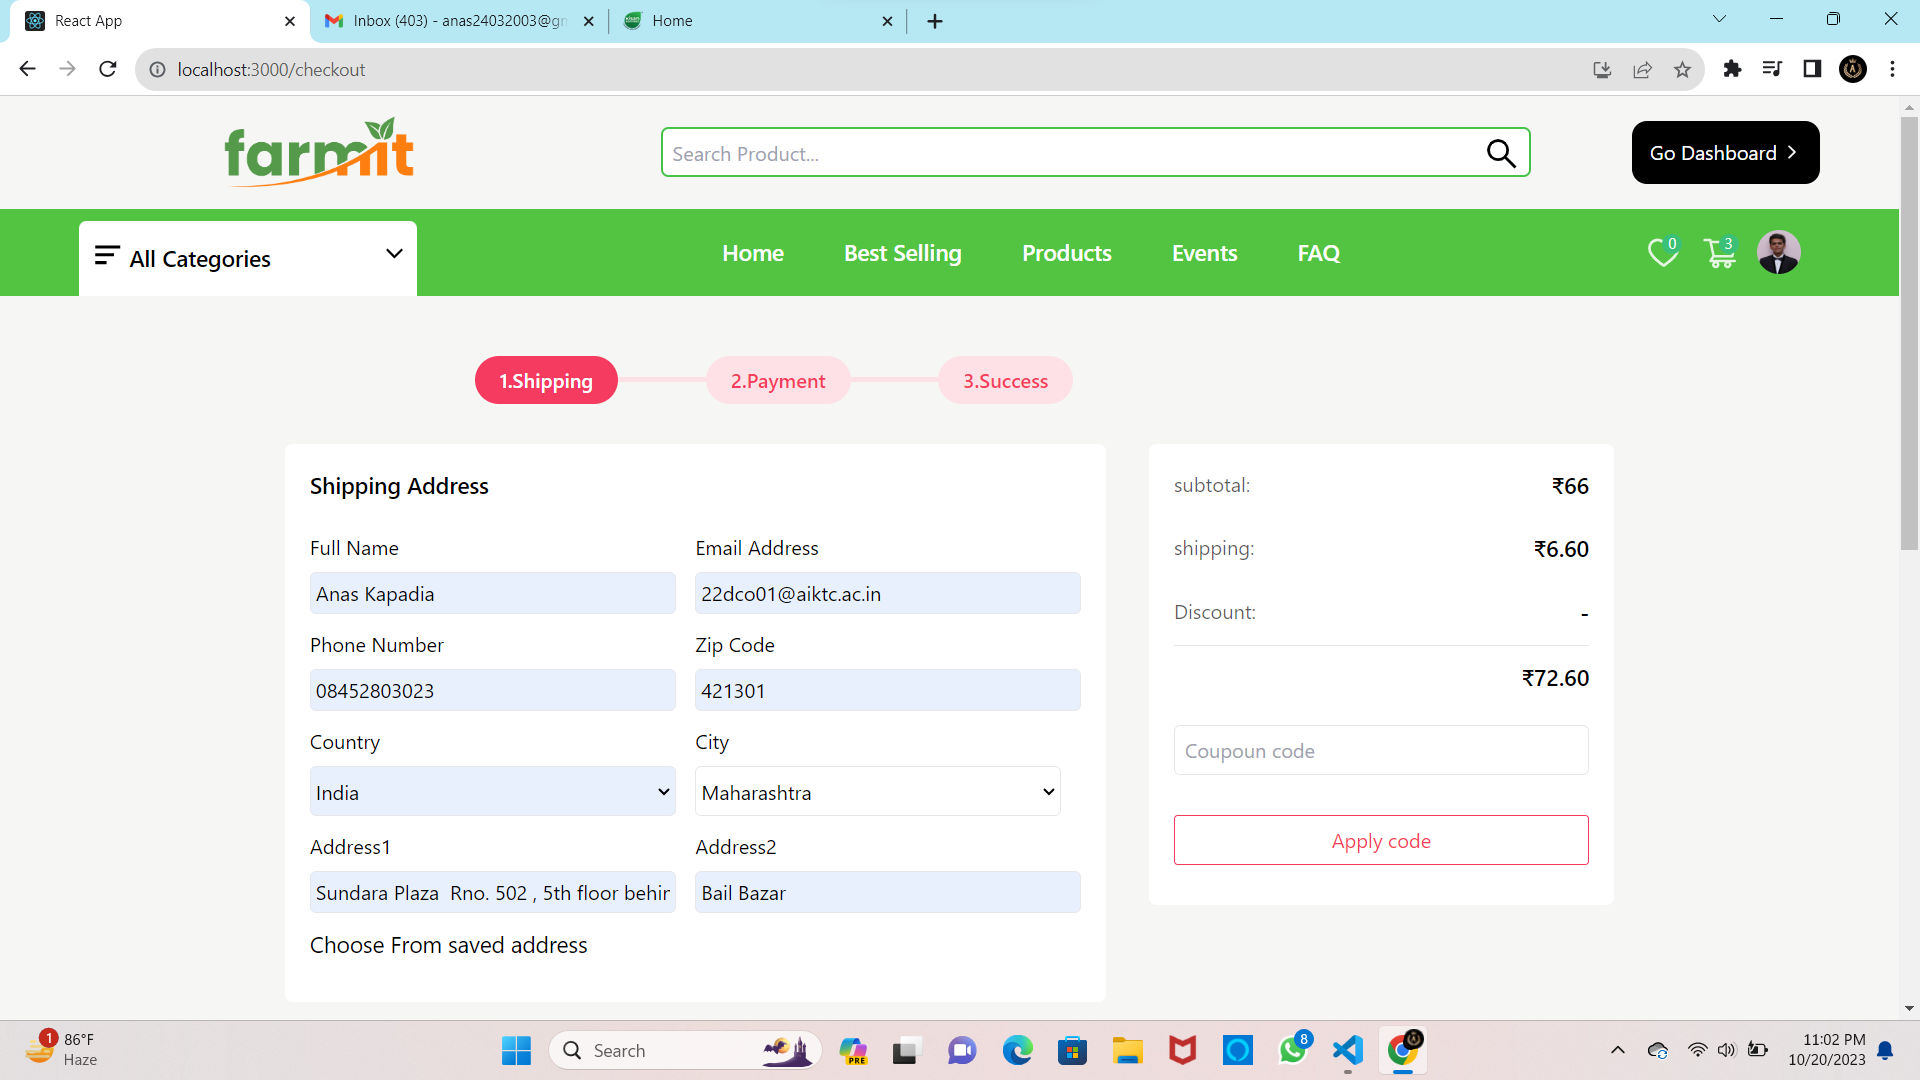 React App
Inbox (403) - anas24032003@gm
Home
localhost:3000/checkout
farmit
Search Product...
Go Dashboard
All Categories
Home
Best Selling
Products
Events
FAQ
0
3
1.Shipping
2.Payment
3.Success
Shipping Address
Full Name
Email Address
Anas Kapadia
22dco01@aiktc.ac.in
Phone Number
Zip Code
08452803023
421301
Country
City
India
Maharashtra
Address1
Address2
Sundara Plaza  Rno. 502 , 5th floor behin
Bail Bazar
Choose From saved address
subtotal:
₹66
shipping:
₹6.60
Discount:
-
₹72.60
Coupoun code
Apply code
1
86°F
Haze
Search
PRE
8
11:02 PM
10/20/2023